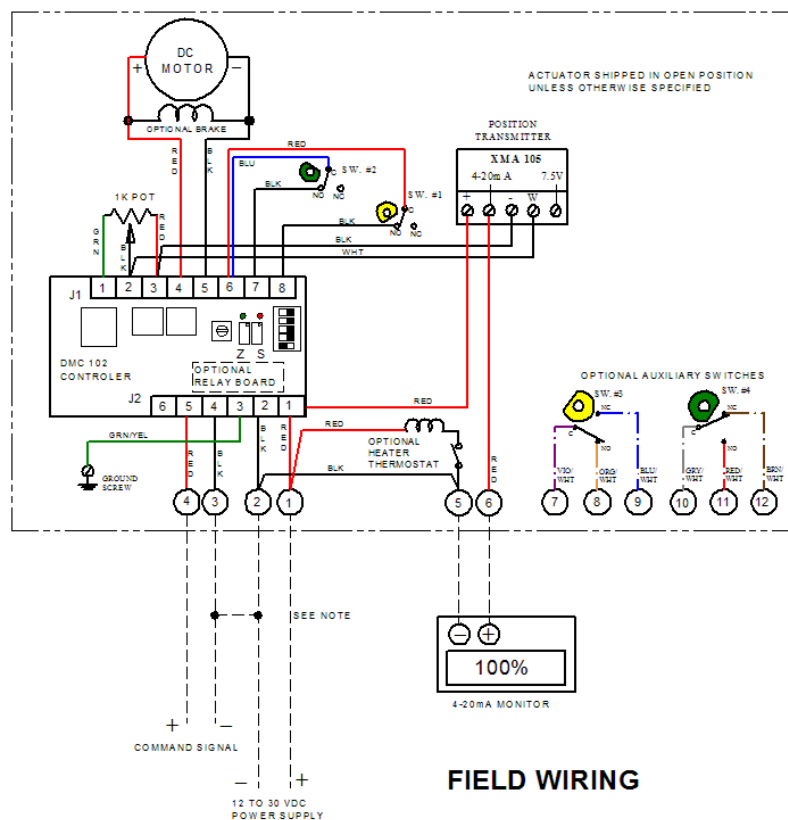 DC
MOTOR
+
−
OPTIONAL BRAKE
ACTUATOR SHIPPED IN OPEN POSITION
UNLESS OTHERWISE SPECIFIED
POSITION
TRANSMITTER
XMA 105
4-20m A 7.5V
+ - W
RED
BLU
RED
BLK
SW. #2
C
NO NC
BLK
SW. #1
C
NO NC
BLK
1K POT
GRN
BLK
RED
BLK
WHT
J1
1 2 3 4 5 6 7 8
Z S
DMC 102
CONTROLER
OPTIONAL
RELAY BOARD
J2
6 5 4 3 2 1
RED
RED
OPTIONAL
HEATER
THERMOSTAT
GRN/YEL
GROUND
SCREW
RED
BLK
BLK
RED
BLK
RED
OPTIONAL AUXILIARY SWITCHES
SW. #3
NC
C
NO
SW. #4
NC
C
NO
VIO/
WHT
ORG/
WHT
BLU/
WHT
GRY/
WHT
RED/
WHT
BRN/
WHT
4 3 2 1 5 6 7 8 9 10 11 12
SEE NOTE
− +
100%
4-20mA MONITOR
+ −
COMMAND SIGNAL
− +
12 TO 30 VDC
POWER SUPPLY
FIELD WIRING